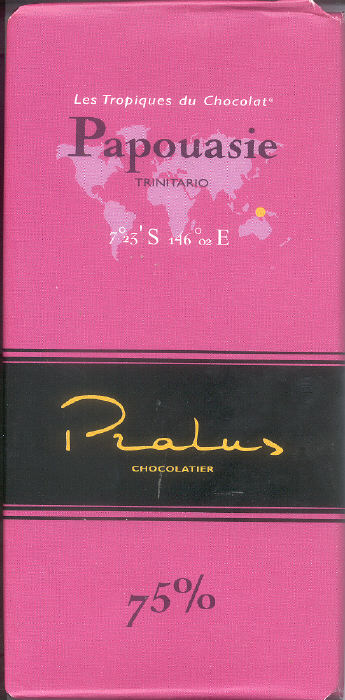 Les Tropiques du Chocolat®
Papouasie
TRINITARIO
7°23' S 146°02 E
Pralus
CHOCOLATIER
75%